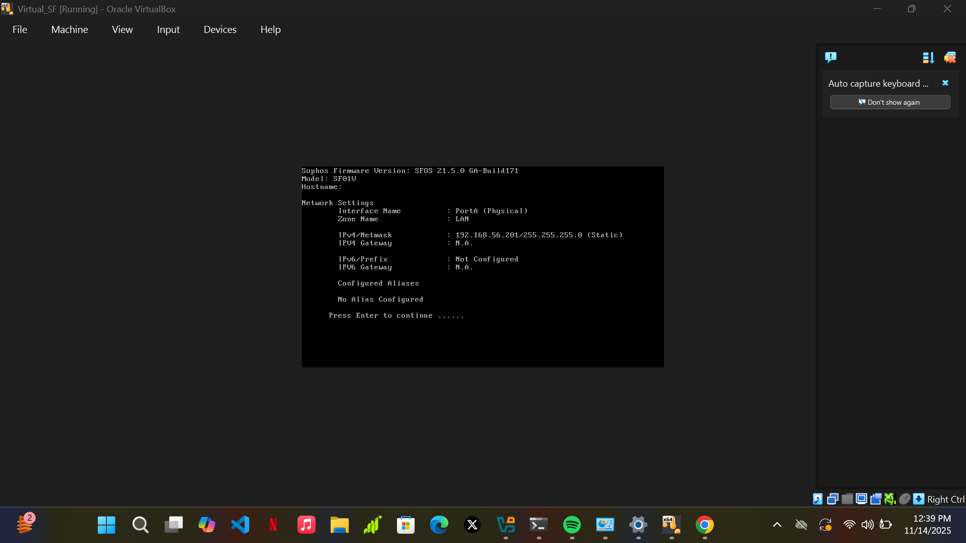 Virtual_SF [Running] - Oracle VirtualBox
File Machine View Input Devices Help
Auto capture keyboard ...
Don't show again
Sophos Firmware Version: SFOS 21.5.0 GA-Build171
Model: SF01V
Hostname:
Network Settings
Interface Name : PortA (Physical)
Zone Name : LAN
IPv4/Netmask : 192.168.56.201/255.255.255.0 (Static)
IPV4 Gateway : N.A.
IPv6/Prefix : Not Configured
IPV6 Gateway : N.A.
Configured Aliases
No Alias Configured
Press Enter to continue ......
Right Ctrl
2
12:39 PM
11/14/2025